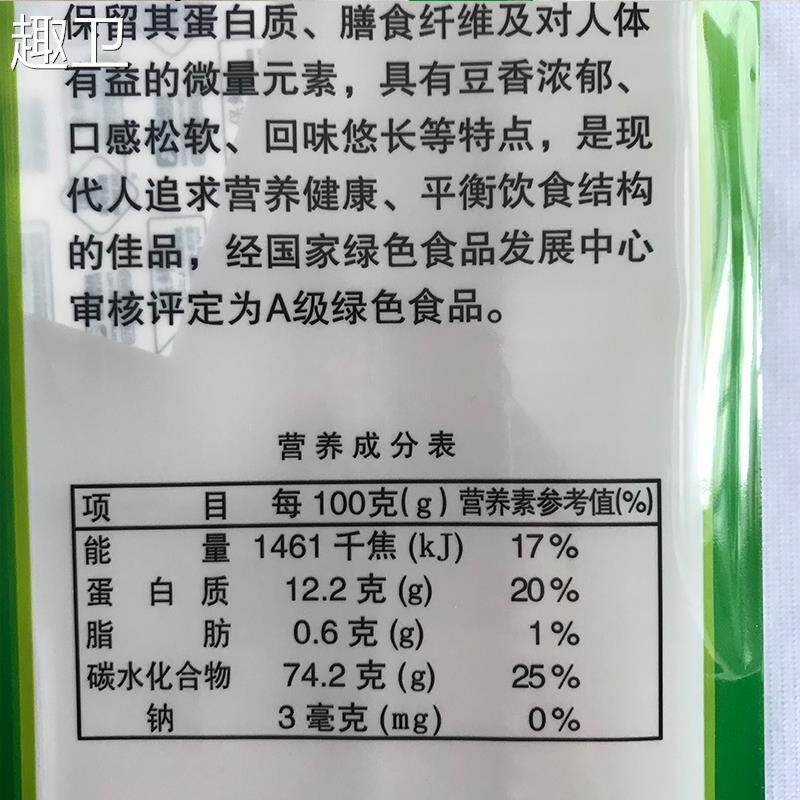 趣卫
保留其蛋白质、膳食纤维及对人体
有益的微量元素，具有豆香浓郁、
口感松软、回味悠长等特点，是现
代人追求营养健康、平衡饮食结构
的佳品，经国家绿色食品发展中心
审核评定为A级绿色食品。
营养成分表
项 目 每 100克(g) 营养素参考值(%)
能 量 1461 千焦 (kJ) 17%
蛋 白 质 12.2 克 (g) 20%
脂 肪 0.6 克 (g) 1%
碳水化合物 74.2 克 (g) 25%
钠 3 毫克 (mg) 0%